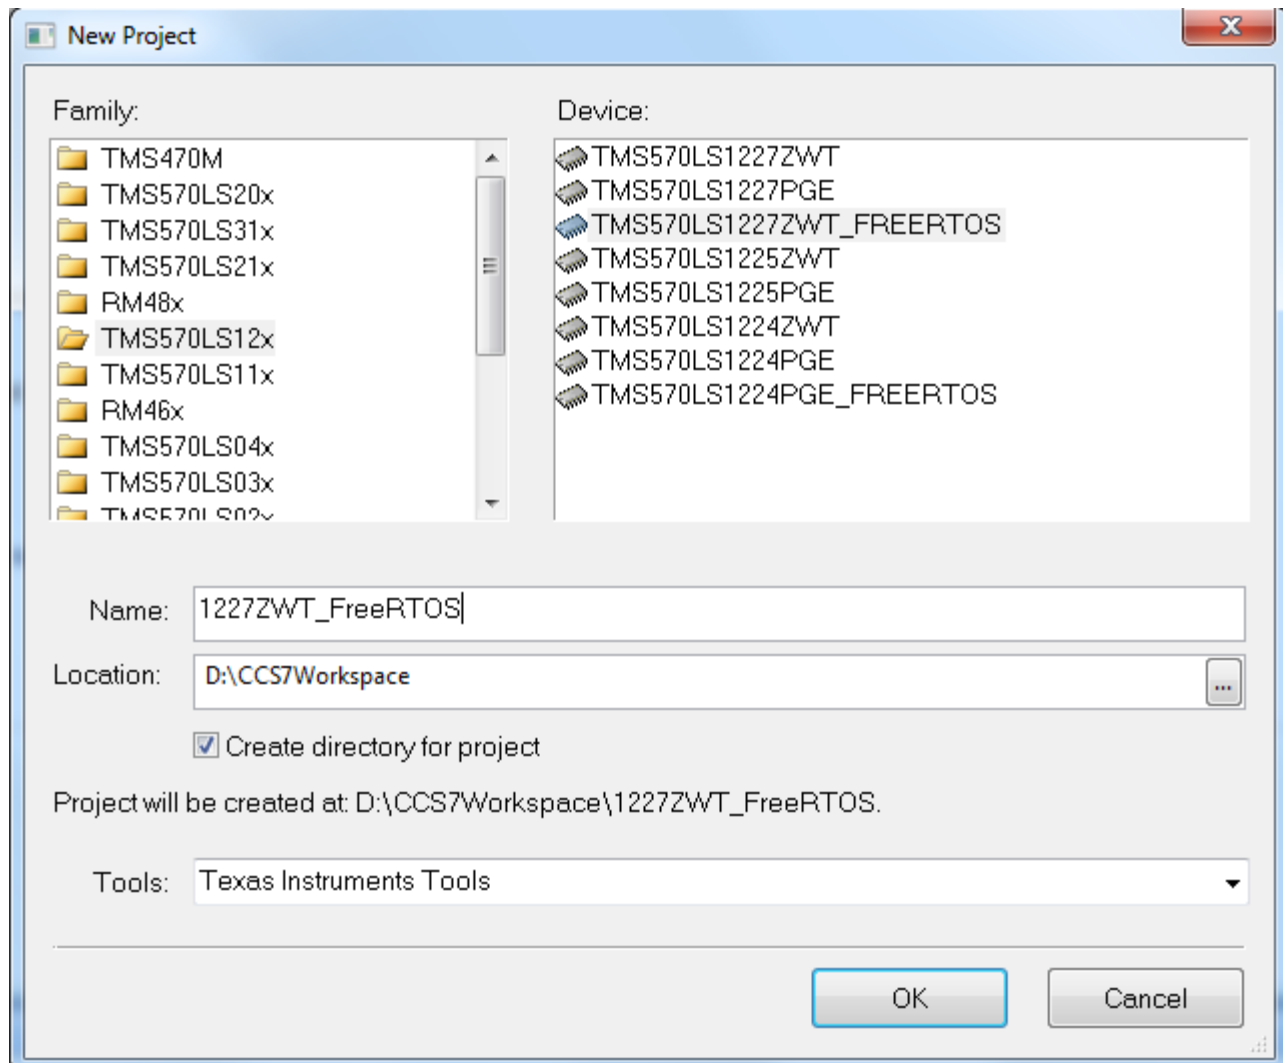 New Project
Family:
TMS470M
TMS570LS20x
TMS570LS31x
TMS570LS21x
RM48x
TMS570LS12x
TMS570LS11x
RM46x
TMS570LS04x
TMS570LS03x
TMS570LS02x
Device:
TMS570LS1227ZWT
TMS570LS1227PGE
TMS570LS1227ZWT_FREERTOS
TMS570LS1225ZWT
TMS570LS1225PGE
TMS570LS1224ZWT
TMS570LS1224PGE
TMS570LS1224PGE_FREERTOS
Name: 1227ZWT_FreeRTOS
Location: D:\CCS7Workspace ...
Create directory for project
Project will be created at: D:\CCS7Workspace\1227ZWT_FreeRTOS.
Tools: Texas Instruments Tools
OK Cancel